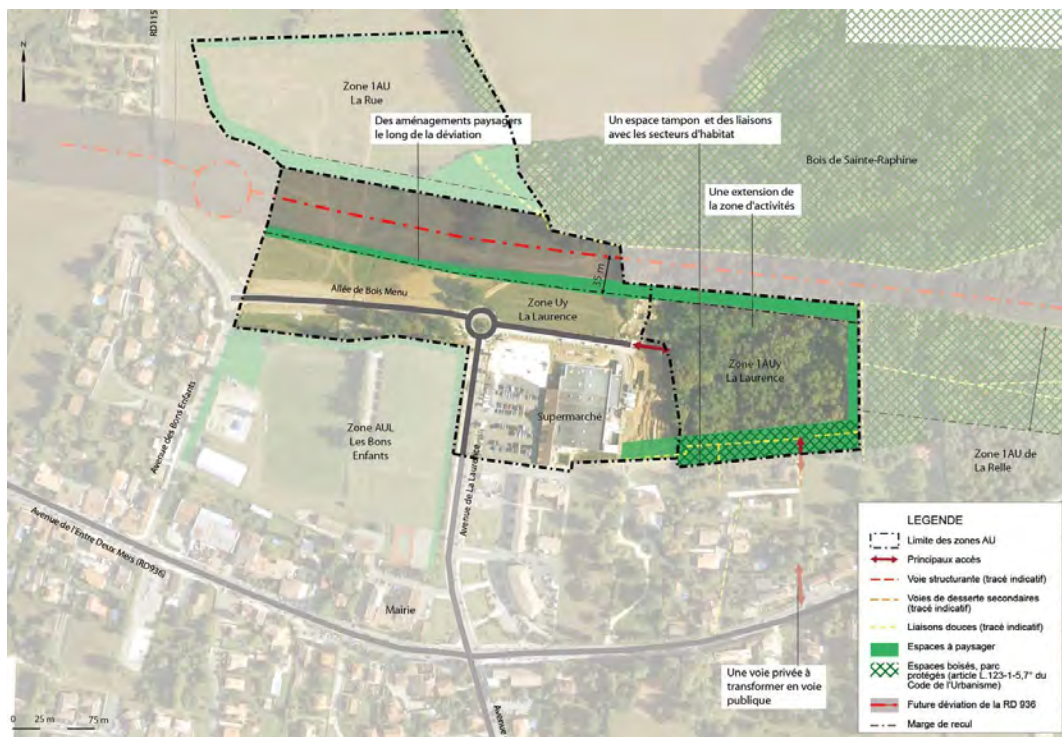 RD115
N
Zone 1AU
La Rue
Des aménagements paysagers
le long de la déviation
Un espace tampon et des liaisons
avec les secteurs d'habitat
Bois de Sainte-Raphine
Une extension de
la zone d'activités
35 m
Allée de Bois Menu
Zone Uy
La Laurence
Zone 1AUy
La Laurence
Supermarché
Zone AUL
Les Bons
Enfants
Avenue des Bons Enfants
Avenue de La Laurence
Zone 1AU de
La Relle
Avenue de l'Entre Deux Mers (RD936)
Mairie
Avenue
Une voie privée à
transformer en voie
publique
0 25 m 75 m
LEGENDE
Limite des zones AU
Principaux accès
Voie structurante (tracé indicatif)
Voies de desserte secondaires
(tracé indicatif)
Liaisons douces (tracé indicatif)
Espaces à paysager
Espaces boisés, parc
protégés (article L.123-1-5,7° du
Code de l'Urbanisme)
Future déviation de la RD 936
Marge de recul